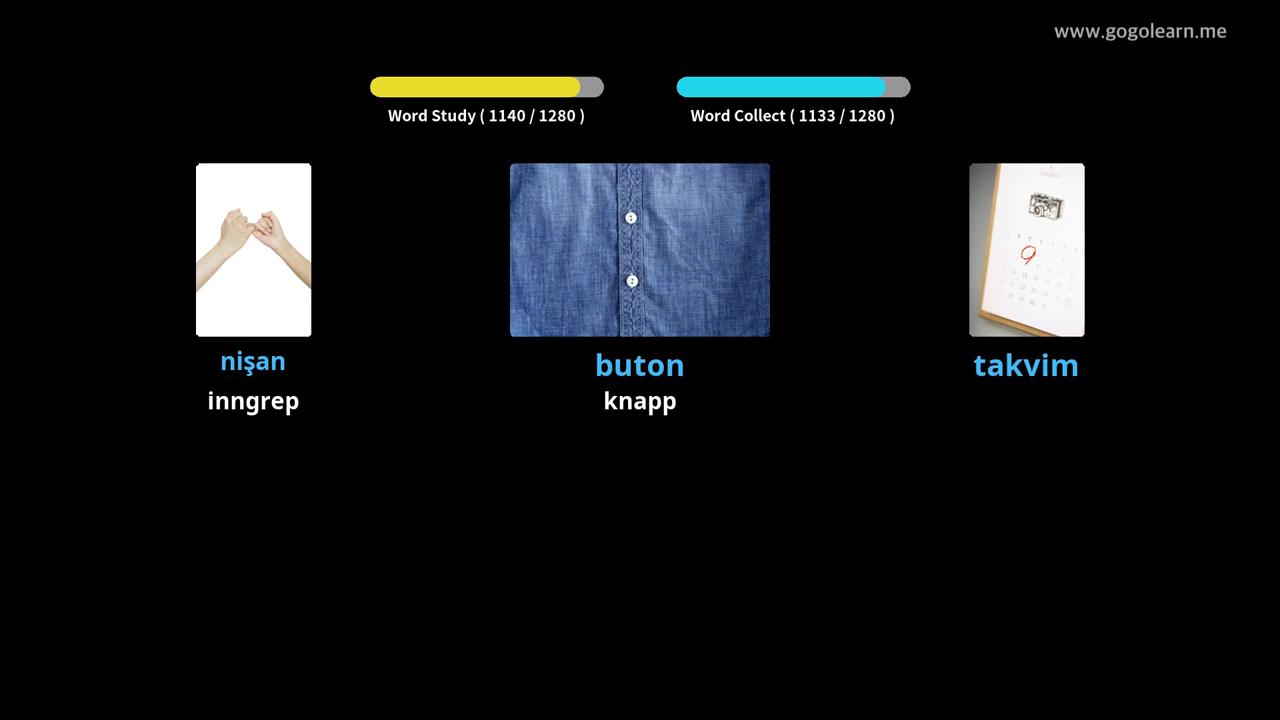 www.gogolearn.me
Word Study ( 1140 / 1280 )
Word Collect ( 1133 / 1280 )
nişan
buton
takvim
inngrep
knapp